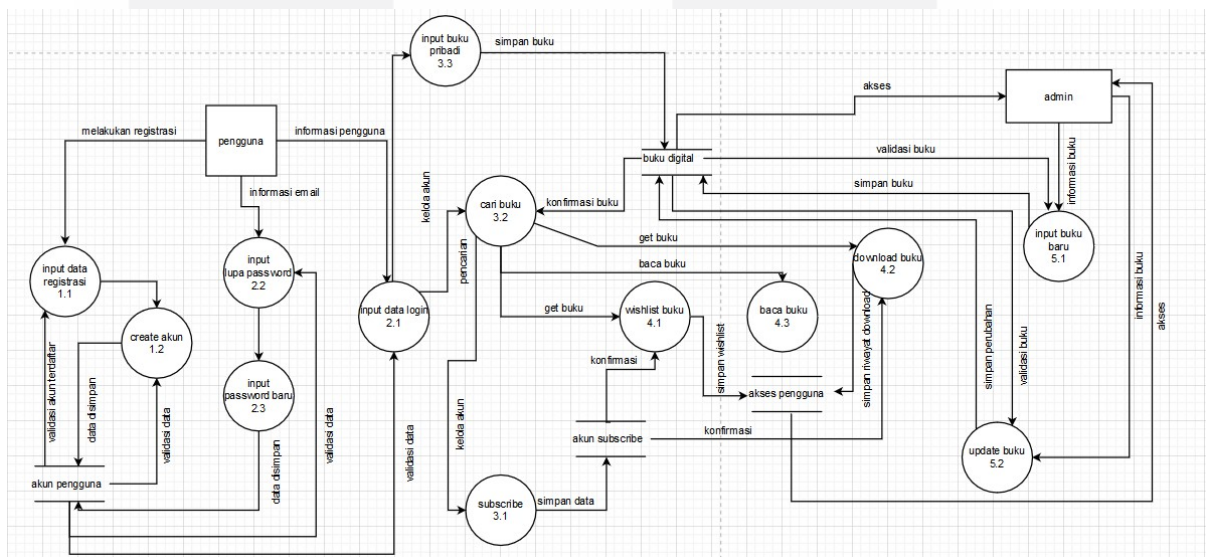 input buku
pribadi
3.3
simpan buku
akses
admin
melakukan registrasi
pengguna
informasi pengguna
buku digital
validasi buku
informasi buku
informasi email
kelola akun
simpan buku
cari buku
3.2
konfirmasi buku
input buku
baru
5.1
get buku
download buku
4.2
input data
registrasi
1.1
input
lupa password
2.2
pencarian
baca buku
input data login
2.1
get buku
wishlist buku
4.1
baca buku
4.3
informasi buku
akses
create akun
1.2
validasi akun terdaftar
data disimpan
validasi data
input
password baru
2.3
validasi data
validasi data
konfirmasi
simpan wishlist
simpan riwayat download
simpan perubahan
validasi buku
akses pengguna
kelola akun
akun subscribe
konfirmasi
update buku
5.2
akun pengguna
data disimpan
subscribe
3.1
simpan data